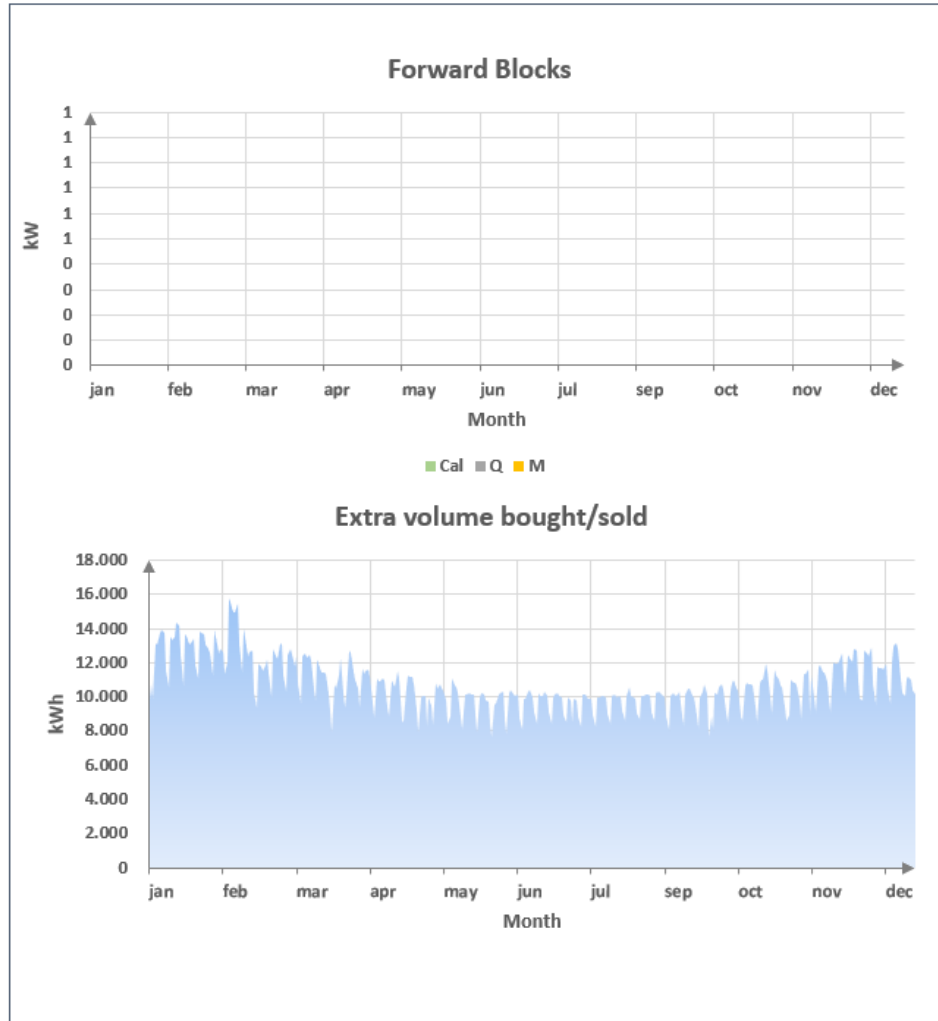 Forward Blocks
1
1
1
1
1
1
0
0
0
0
0
kW
jan feb mar apr may jun jul sep oct nov dec
Month
Cal Q M
Extra volume bought/sold
18.000
16.000
14.000
12.000
10.000
8.000
6.000
4.000
2.000
0
kWh
jan feb mar apr may jun jul sep oct nov dec
Month